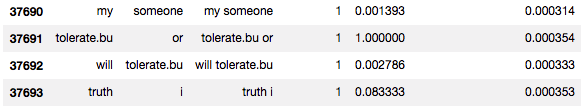 37690 my someone my someone 1 0.001393 0.000314
37691 tolerate.bu or tolerate.bu or 1 1.000000 0.000354
37692 will tolerate.bu will tolerate.bu 1 0.002786 0.000333
37693 truth i truth i 1 0.083333 0.000353